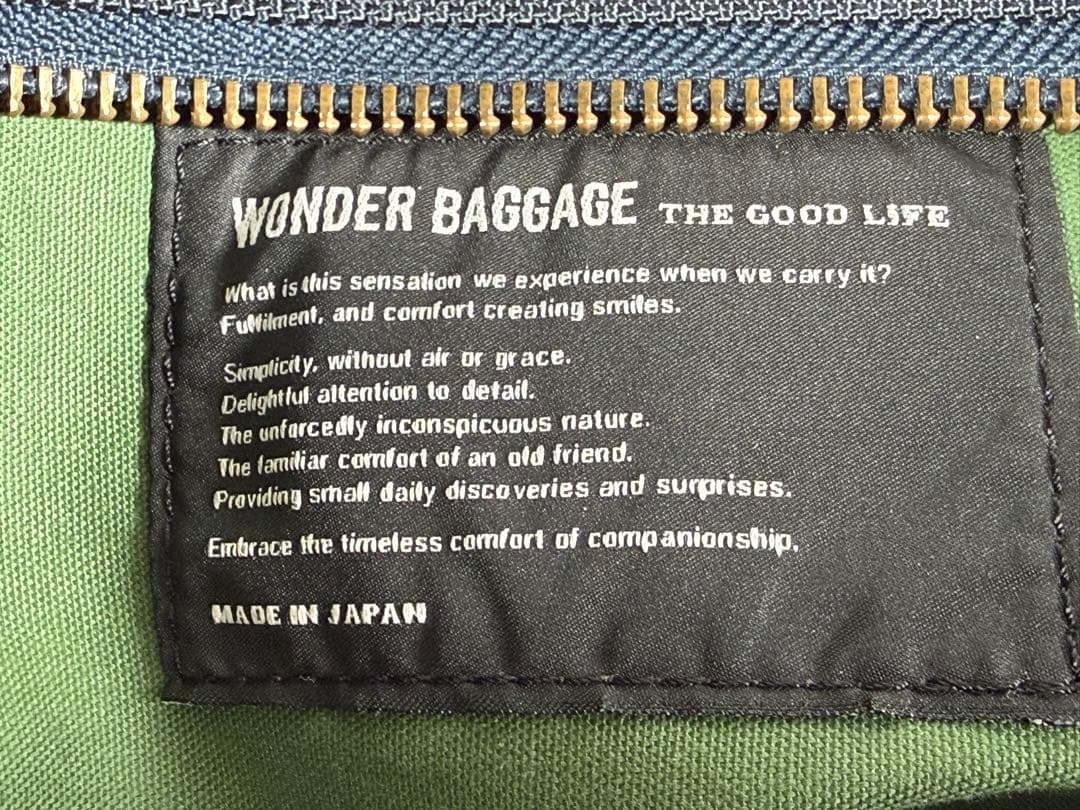 WONDER BAGGAGE THE GOOD LIFE
What is this sensation we experience when we carry it?
Fulfilment, and comfort creating smiles.
Simplicity, without air or grace.
Delightful attention to detail.
The unforcedly inconspicuous nature.
The familiar comfort of an old friend.
Providing small daily discoveries and surprises.
Embrace the timeless comfort of companionship,
MADE IN JAPAN